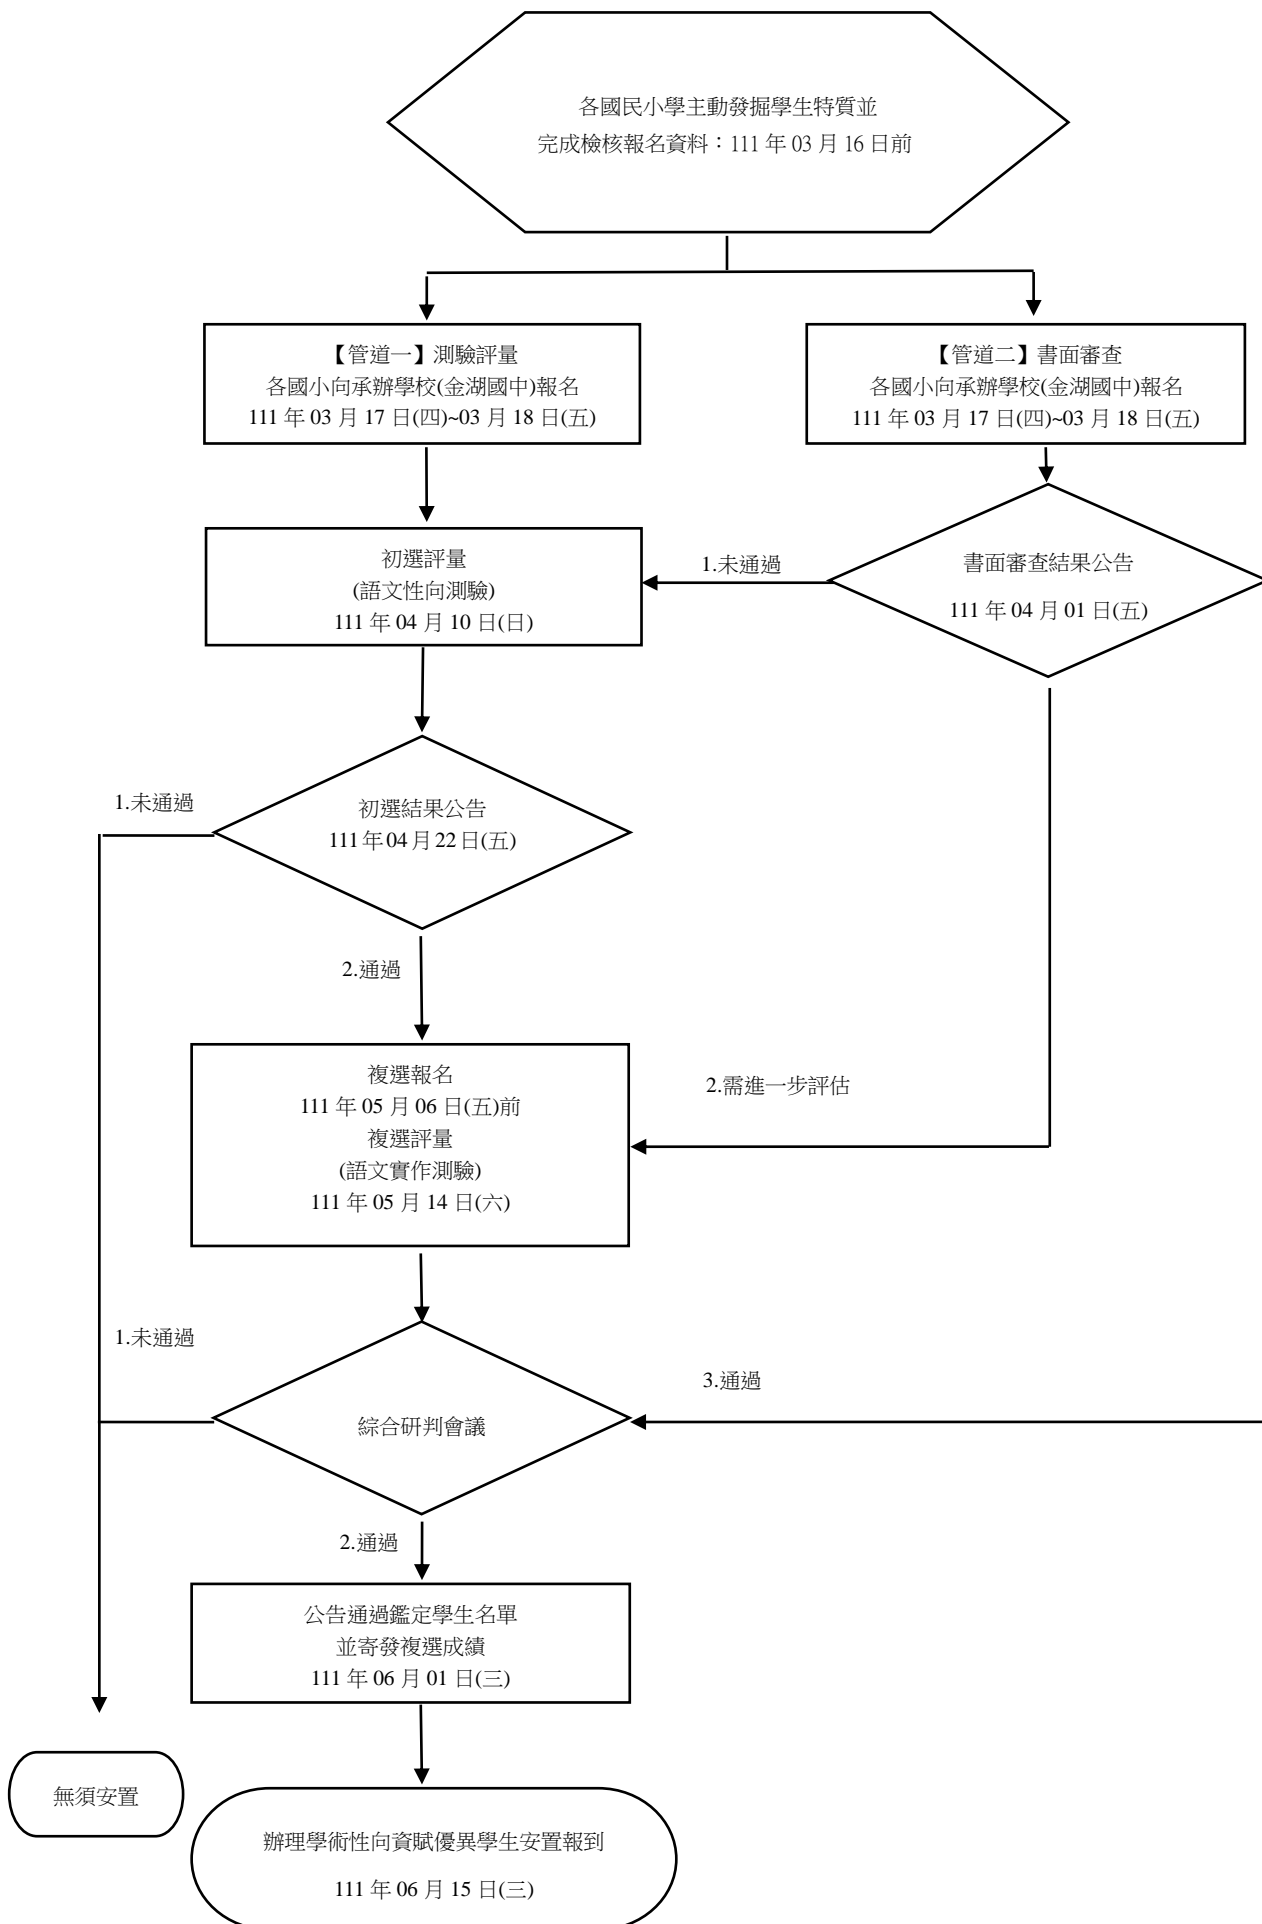 各國民小學主動發掘學生特質並
完成檢核報名資料：111 年 03 月 16 日前
【管道一】測驗評量
各國小向承辦學校(金湖國中)報名
111 年 03 月 17 日(四)~03 月 18 日(五)
【管道二】書面審查
各國小向承辦學校(金湖國中)報名
111 年 03 月 17 日(四)~03 月 18 日(五)
初選評量
(語文性向測驗)
111 年 04 月 10 日(日)
1.未通過
書面審查結果公告
111 年 04 月 01 日(五)
1.未通過
初選結果公告
111 年 04 月 22 日(五)
2.通過
複選報名
111 年 05 月 06 日(五)前
複選評量
(語文實作測驗)
111 年 05 月 14 日(六)
2.需進一步評估
1.未通過
綜合研判會議
3.通過
2.通過
公告通過鑑定學生名單
並寄發複選成績
111 年 06 月 01 日(三)
無須安置
辦理學術性向資賦優異學生安置報到
111 年 06 月 15 日(三)